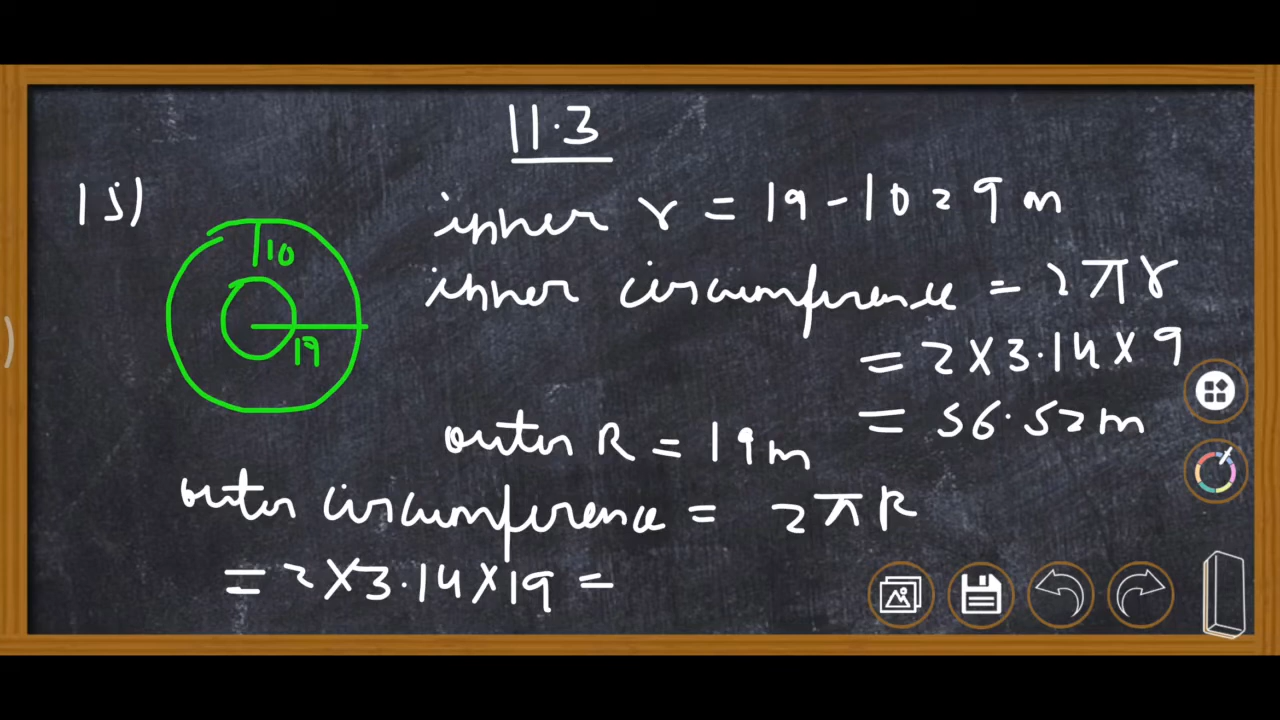 11.3
15)
10
19
inner r = 19 - 10 = 9 m
inner circumference = 2πr
= 2 × 3.14 × 9
= 56.52 m
outer R = 19 m
outer circumference = 2πR
= 2 × 3.14 × 19 =
)